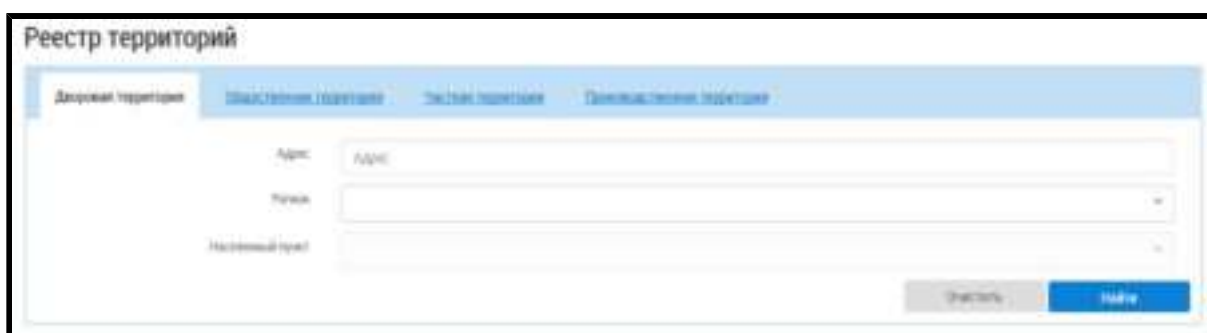 Реестр территорий
Дворовая территория Общественная территория Частная территория Производственная территория
Адрес Адрес
Регион
Населенный пункт
Очистить Найти